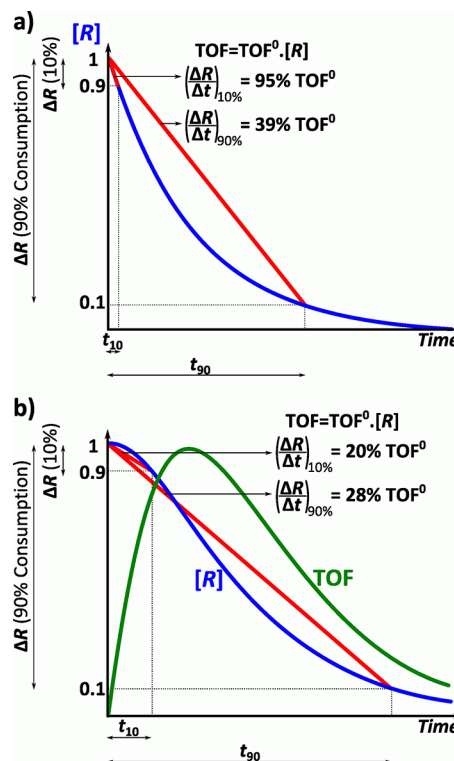 a)
[R]
TOF=TOF⁰.[R]
1
(ΔR/Δt)10% = 95% TOF⁰
0.9
(ΔR/Δt)90% = 39% TOF⁰
ΔR (10%)
ΔR (90% Consumption)
0.1
t10
Time
t90
b)
TOF=TOF⁰.[R]
1
(ΔR/Δt)10% = 20% TOF⁰
0.9
(ΔR/Δt)90% = 28% TOF⁰
ΔR (10%)
ΔR (90% Consumption)
[R]
TOF
0.1
t10
Time
t90